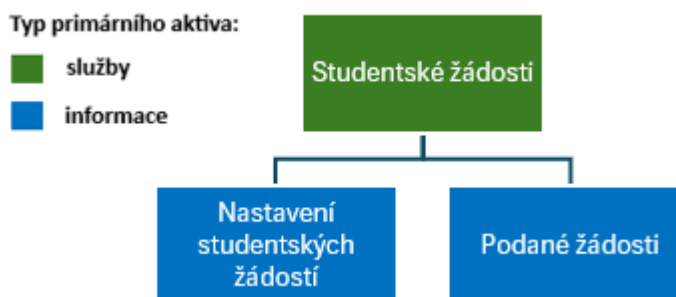 Typ primárního aktiva:
služby
informace
Studentské žádosti
Nastavení
studentských
žádostí
Podané žádosti